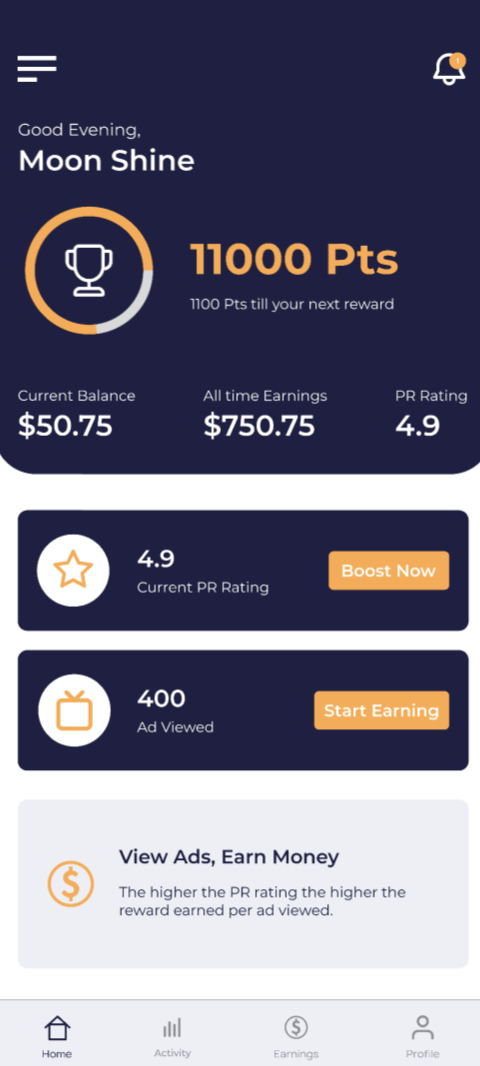 1
Good Evening,
Moon Shine
11000 Pts
1100 Pts till your next reward
Current Balance
$50.75
All time Earnings
$750.75
PR Rating
4.9
4.9
Current PR Rating
Boost Now
400
Ad Viewed
Start Earning
View Ads, Earn Money
The higher the PR rating the higher the
reward earned per ad viewed.
Home
Activity
Earnings
Profile